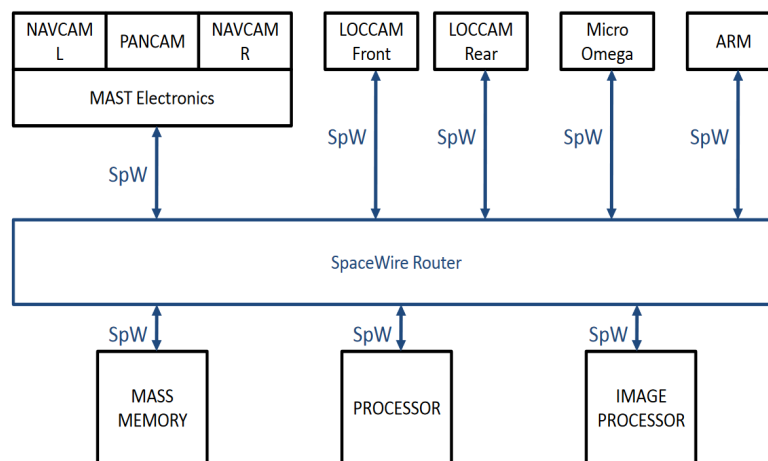 NAVCAM L
PANCAM
NAVCAM R
LOCCAM Front
LOCCAM Rear
Micro Omega
ARM
MAST Electronics
SpW
SpW
SpW
SpW
SpW
SpaceWire Router
SpW
SpW
SpW
MASS MEMORY
PROCESSOR
IMAGE PROCESSOR